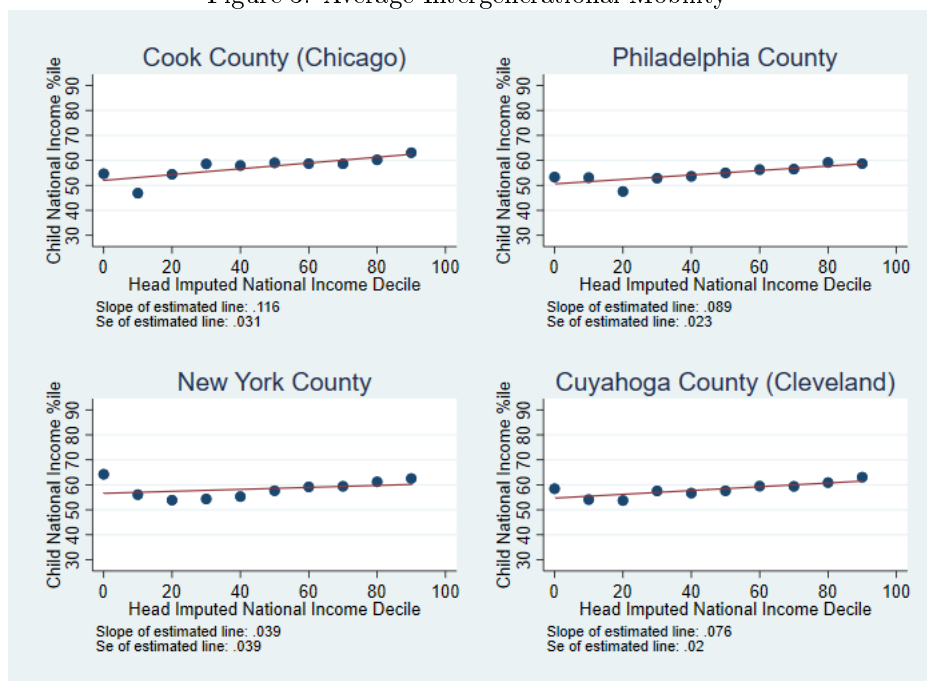 Figure 3: Average Intergenerational Mobility
Cook County (Chicago)
Child National Income %ile
90
80
70
60
50
40
30
0 20 40 60 80 100
Head Imputed National Income Decile
Slope of estimated line: .116
Se of estimated line: .031
Philadelphia County
Child National Income %ile
90
80
70
60
50
40
30
0 20 40 60 80 100
Head Imputed National Income Decile
Slope of estimated line: .089
Se of estimated line: .023
New York County
Child National Income %ile
90
80
70
60
50
40
30
0 20 40 60 80 100
Head Imputed National Income Decile
Slope of estimated line: .039
Se of estimated line: .039
Cuyahoga County (Cleveland)
Child National Income %ile
90
80
70
60
50
40
30
0 20 40 60 80 100
Head Imputed National Income Decile
Slope of estimated line: .076
Se of estimated line: .02